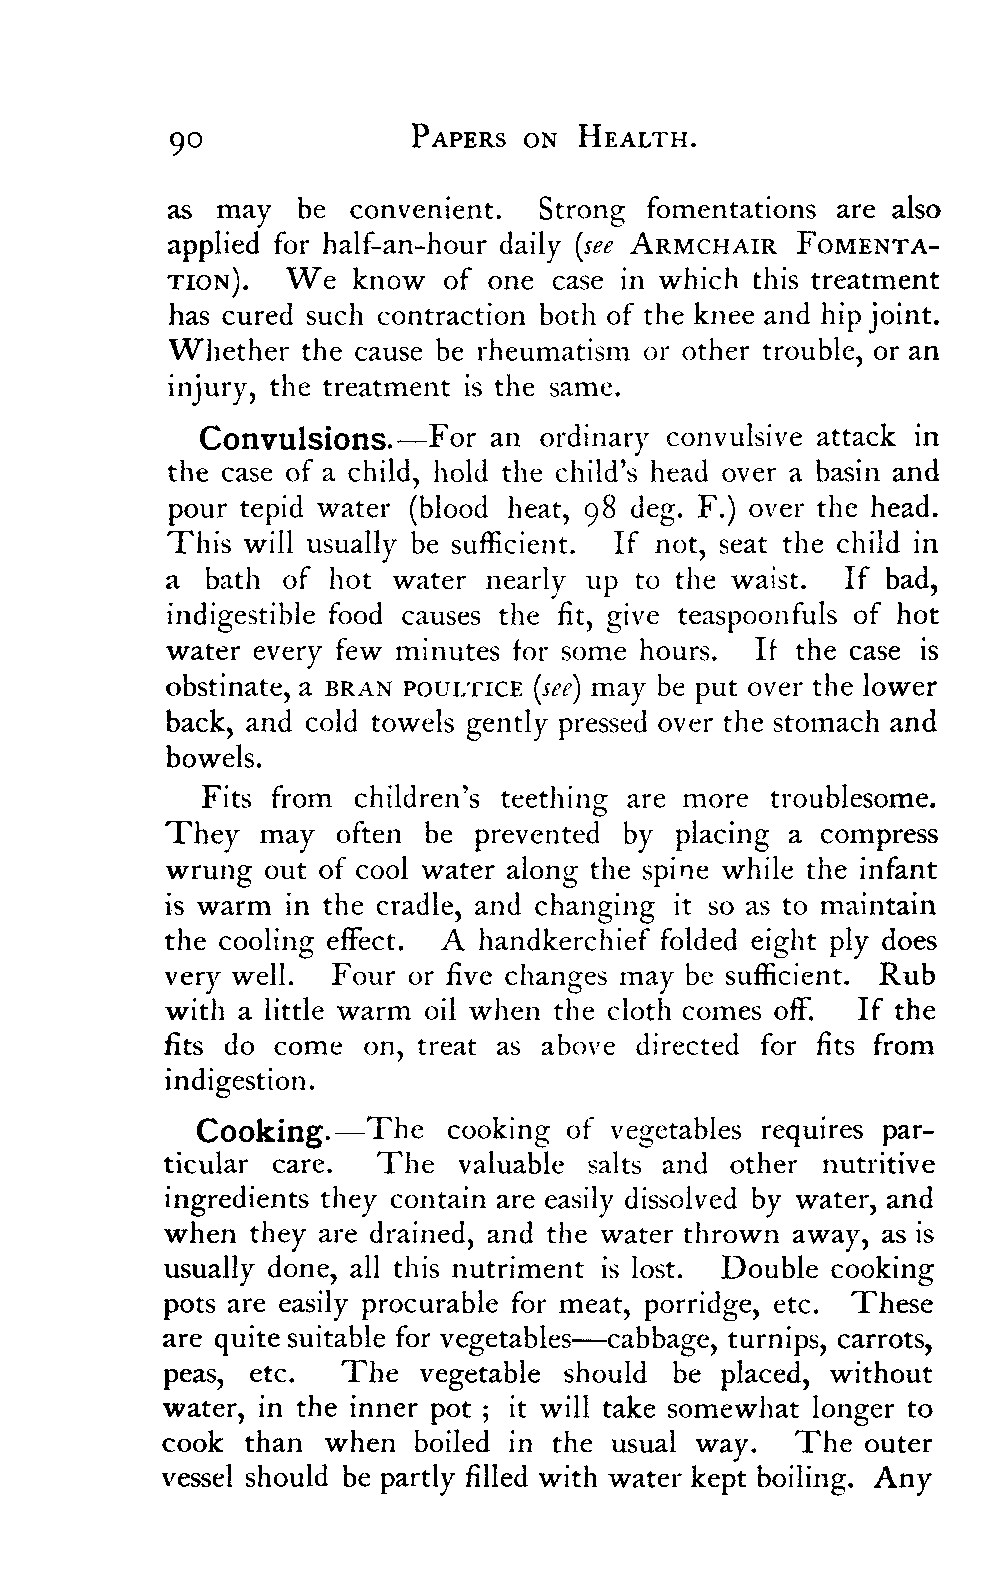 90 Papers on Health.
as may be convenient. Strong fomentations are also
applied for half-an-hour daily (see Armchair Fomenta-
tion). We know of one case in which this treatment
has cured such contraction both of the knee and hip joint.
Whether the cause be rheumatism or other trouble, or an
injury, the treatment is the same.
Convulsions.—For an ordinary convulsive attack in
the case of a child, hold the child's head over a basin and
pour tepid water (blood heat, 98 deg. F.) over the head.
This will usually be sufficient. If not, seat the child in
a bath of hot water nearly up to the waist. If bad,
indigestible food causes the fit, give teaspoonfuls of hot
water every few minutes for some hours. If the case is
obstinate, a bran poultice (see) may be put over the lower
back, and cold towels gently pressed over the stomach and
bowels.
Fits from children's teething are more troublesome.
They may often be prevented by placing a compress
wrung out of cool water along the spine while the infant
is warm in the cradle, and changing it so as to maintain
the cooling effect. A handkerchief folded eight ply does
very well. Four or five changes may be sufficient. Rub
with a little warm oil when the cloth comes off. If the
fits do come on, treat as above directed for fits from
indigestion.
Cooking.—The cooking of vegetables requires par-
ticular care. The valuable salts and other nutritive
ingredients they contain are easily dissolved by water, and
when they are drained, and the water thrown away, as is
usually done, all this nutriment is lost. Double cooking
pots are easily procurable for meat, porridge, etc. These
are quite suitable for vegetables—cabbage, turnips, carrots,
peas, etc. The vegetable should be placed, without
water, in the inner pot ; it will take somewhat longer to
cook than when boiled in the usual way. The outer
vessel should be partly filled with water kept boiling. Any